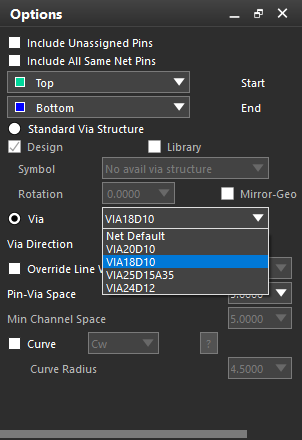 Options
Include Unassigned Pins
Include All Same Net Pins
Top Start
Bottom End
Standard Via Structure
Design Library
Symbol No avail via structure
Rotation 0.0000 Mirror-Geo
Via VIA18D10
Net Default
VIA20D10
VIA18D10
VIA25D15A35
VIA24D12
Via Direction
Override Line
Pin-Via Space
Min Channel Space 5.0000
Curve Cw ?
Curve Radius 4.5000